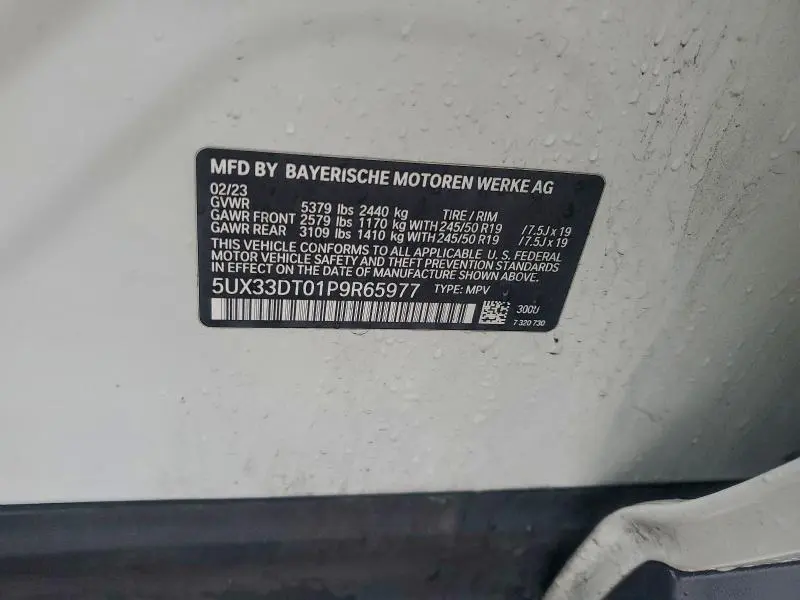 MFD BY BAYERISCHE MOTOREN WERKE AG
02/23
GVWR 5379 lbs 2440 kg TIRE / RIM
GAWR FRONT 2579 lbs 1170 kg WITH 245/50 R19 / 7.5J x 19
GAWR REAR 3109 lbs 1410 kg WITH 245/50 R19 / 7.5J x 19
THIS VEHICLE CONFORMS TO ALL APPLICABLE U. S. FEDERAL
MOTOR VEHICLE SAFETY AND THEFT PREVENTION STANDARDS
IN EFFECT ON THE DATE OF MANUFACTURE SHOWN ABOVE.
5UX33DT01P9R65977 TYPE: MPV
300U
7 320 730